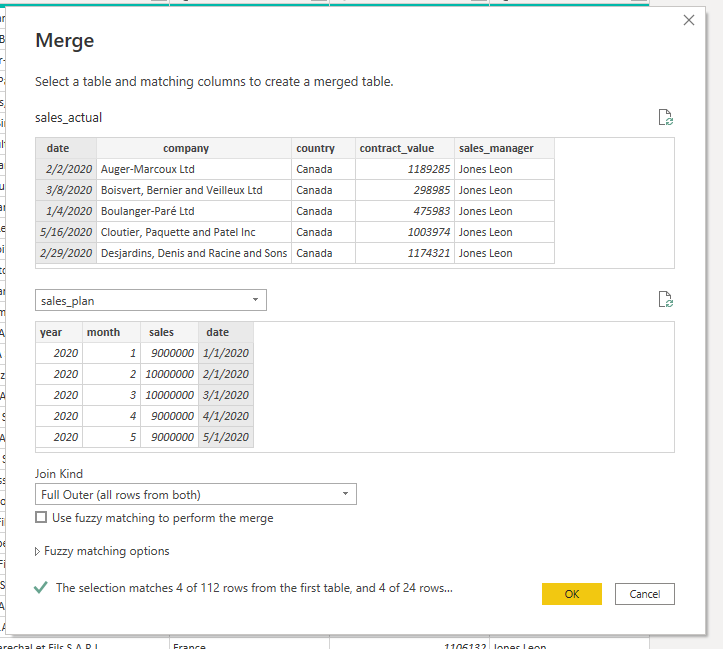 Merge
Select a table and matching columns to create a merged table.
sales_actual
date company country contract_value sales_manager
2/2/2020 Auger-Marcoux Ltd Canada 1189285 Jones Leon
3/8/2020 Boisvert, Bernier and Veilleux Ltd Canada 298985 Jones Leon
1/4/2020 Boulanger-Paré Ltd Canada 475983 Jones Leon
5/16/2020 Cloutier, Paquette and Patel Inc Canada 1003974 Jones Leon
2/29/2020 Desjardins, Denis and Racine and Sons Canada 1174321 Jones Leon
sales_plan
year month sales date
2020 1 9000000 1/1/2020
2020 2 10000000 2/1/2020
2020 3 10000000 3/1/2020
2020 4 9000000 4/1/2020
2020 5 9000000 5/1/2020
Join Kind
Full Outer (all rows from both)
Use fuzzy matching to perform the merge
Fuzzy matching options
The selection matches 4 of 112 rows from the first table, and 4 of 24 rows...
OK Cancel
et Fils S.A.R.L. France 1106132 Jones Leon